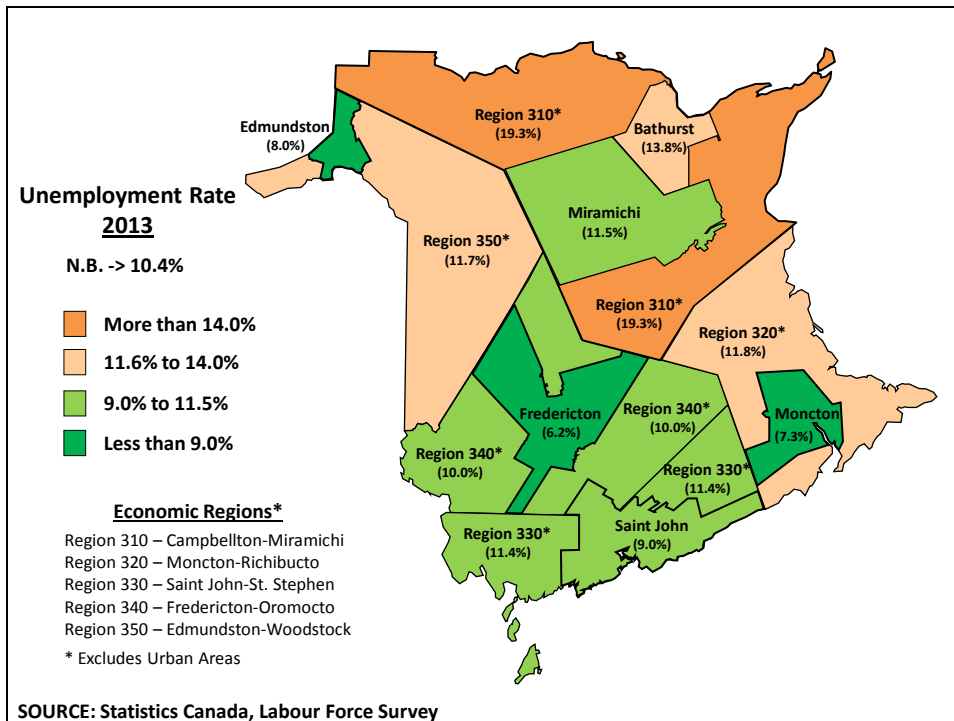 Unemployment Rate
2013
N.B. -> 10.4%
More than 14.0%
11.6% to 14.0%
9.0% to 11.5%
Less than 9.0%
Economic Regions*
Region 310 – Campbellton-Miramichi
Region 320 – Moncton-Richibucto
Region 330 – Saint John-St. Stephen
Region 340 – Fredericton-Oromocto
Region 350 – Edmundston-Woodstock
* Excludes Urban Areas
Edmundston
(8.0%)
Region 310*
(19.3%)
Bathurst
(13.8%)
Miramichi
(11.5%)
Region 350*
(11.7%)
Region 310*
(19.3%)
Region 320*
(11.8%)
Fredericton
(6.2%)
Region 340*
(10.0%)
Moncton
(7.3%)
Region 340*
(10.0%)
Region 330*
(11.4%)
Region 330*
(11.4%)
Saint John
(9.0%)
SOURCE: Statistics Canada, Labour Force Survey